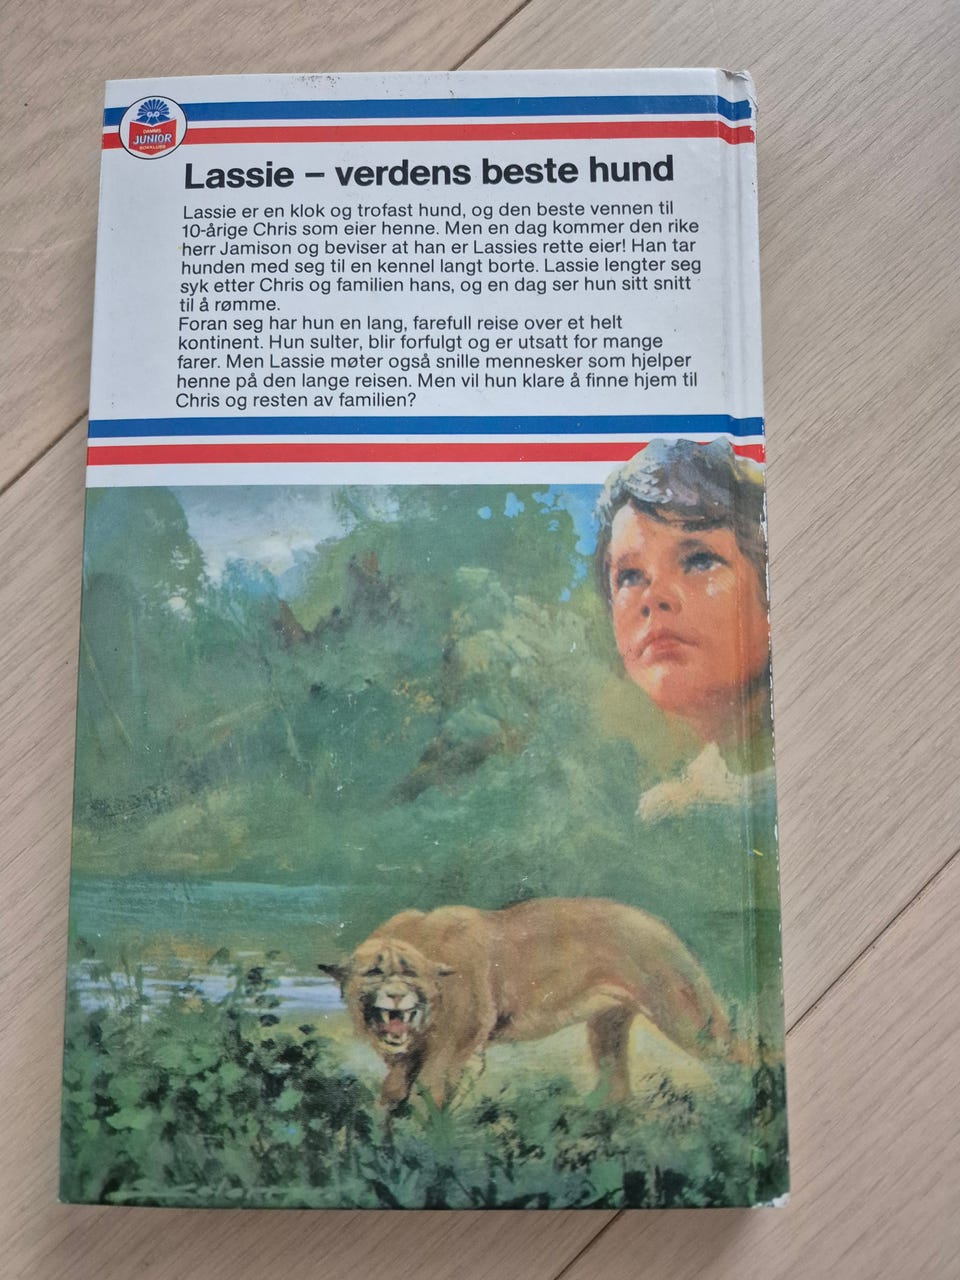 DAMMS
JUNIOR
BOKKLUBB
Lassie – verdens beste hund
Lassie er en klok og trofast hund, og den beste vennen til
10-årige Chris som eier henne. Men en dag kommer den rike
herr Jamison og beviser at han er Lassies rette eier! Han tar
hunden med seg til en kennel langt borte. Lassie lengter seg
syk etter Chris og familien hans, og en dag ser hun sitt snitt
til å rømme.
Foran seg har hun en lang, farefull reise over et helt
kontinent. Hun sulter, blir forfulgt og er utsatt for mange
farer. Men Lassie møter også snille mennesker som hjelper
henne på den lange reisen. Men vil hun klare å finne hjem til
Chris og resten av familien?